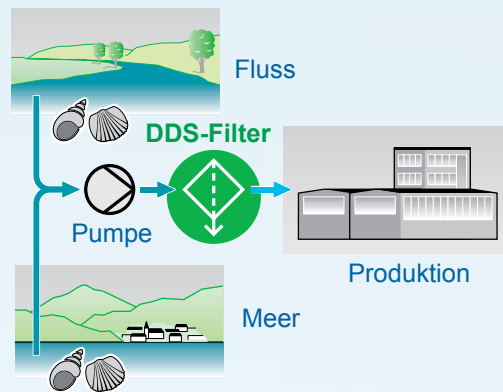 Fluss
DDS-Filter
Pumpe
Produktion
Meer